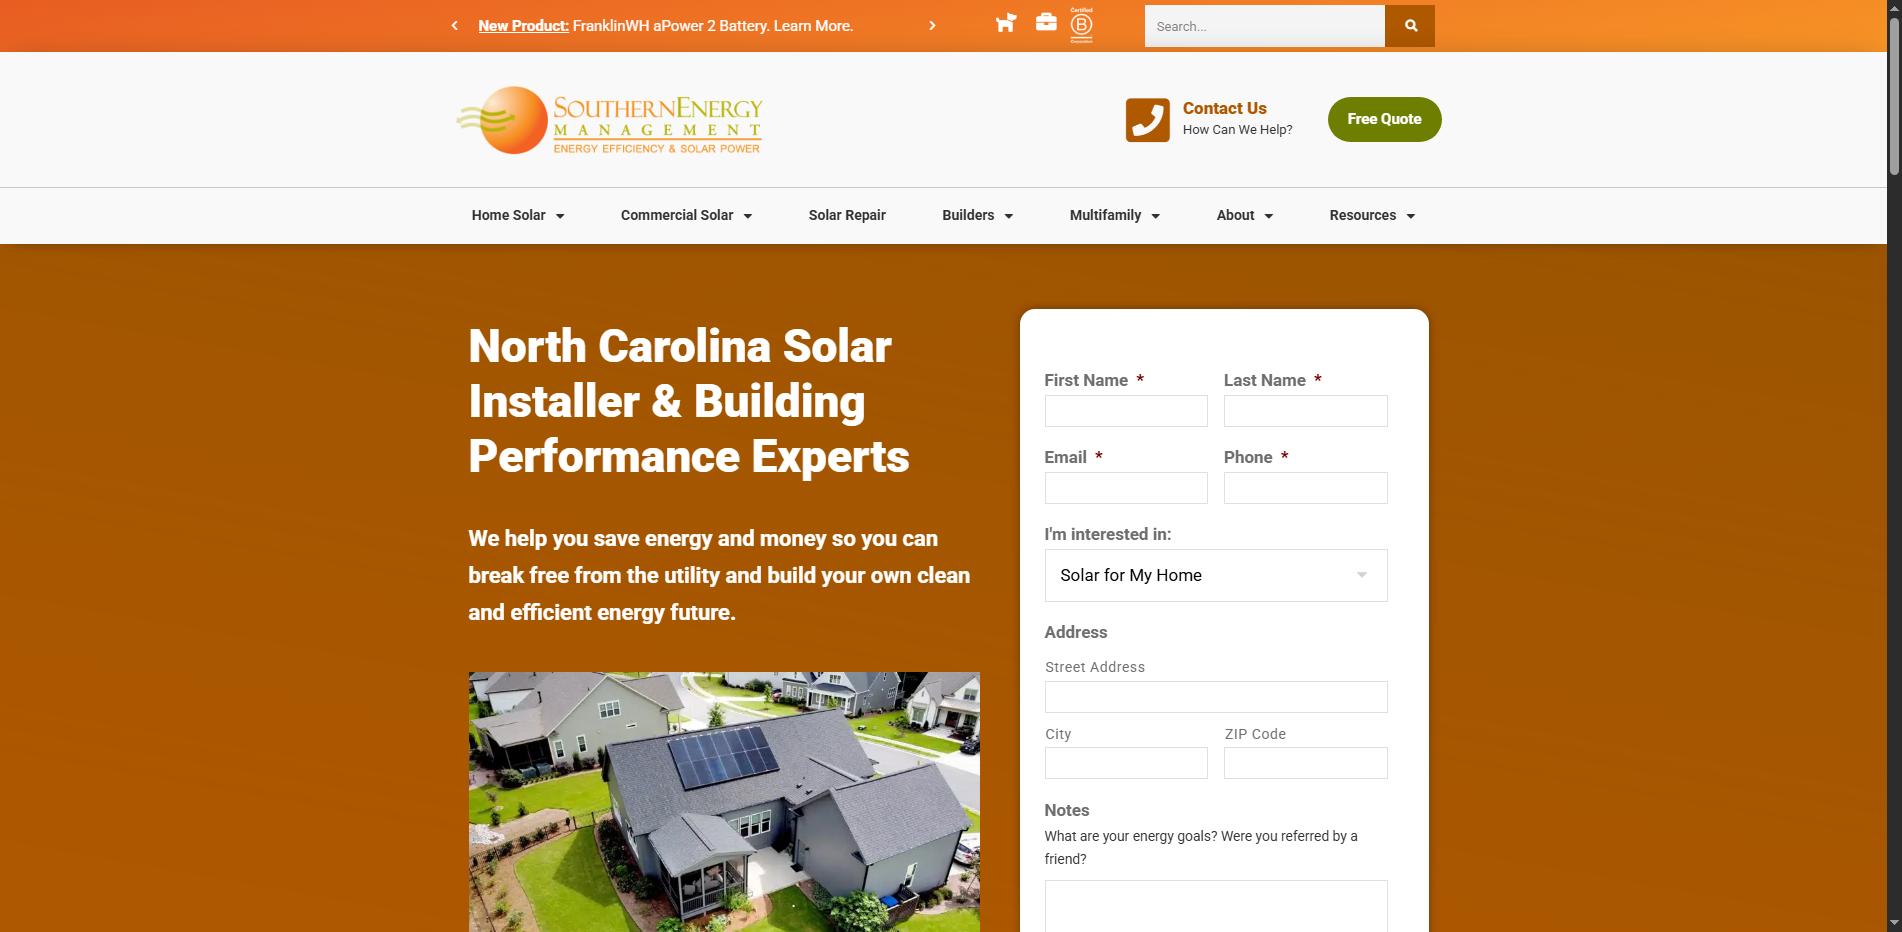 New Product: FranklinWH aPower 2 Battery. Learn More.
Certified
B
Corporation
Search...
SOUTHERNENERGY
MANAGEMENT
ENERGY EFFICIENCY & SOLAR POWER
Contact Us
How Can We Help?
Free Quote
Home Solar
Commercial Solar
Solar Repair
Builders
Multifamily
About
Resources
North Carolina Solar
Installer & Building
Performance Experts
We help you save energy and money so you can
break free from the utility and build your own clean
and efficient energy future.
First Name *
Last Name *
Email *
Phone *
I'm interested in:
Solar for My Home
Address
Street Address
City
ZIP Code
Notes
What are your energy goals? Were you referred by a
friend?